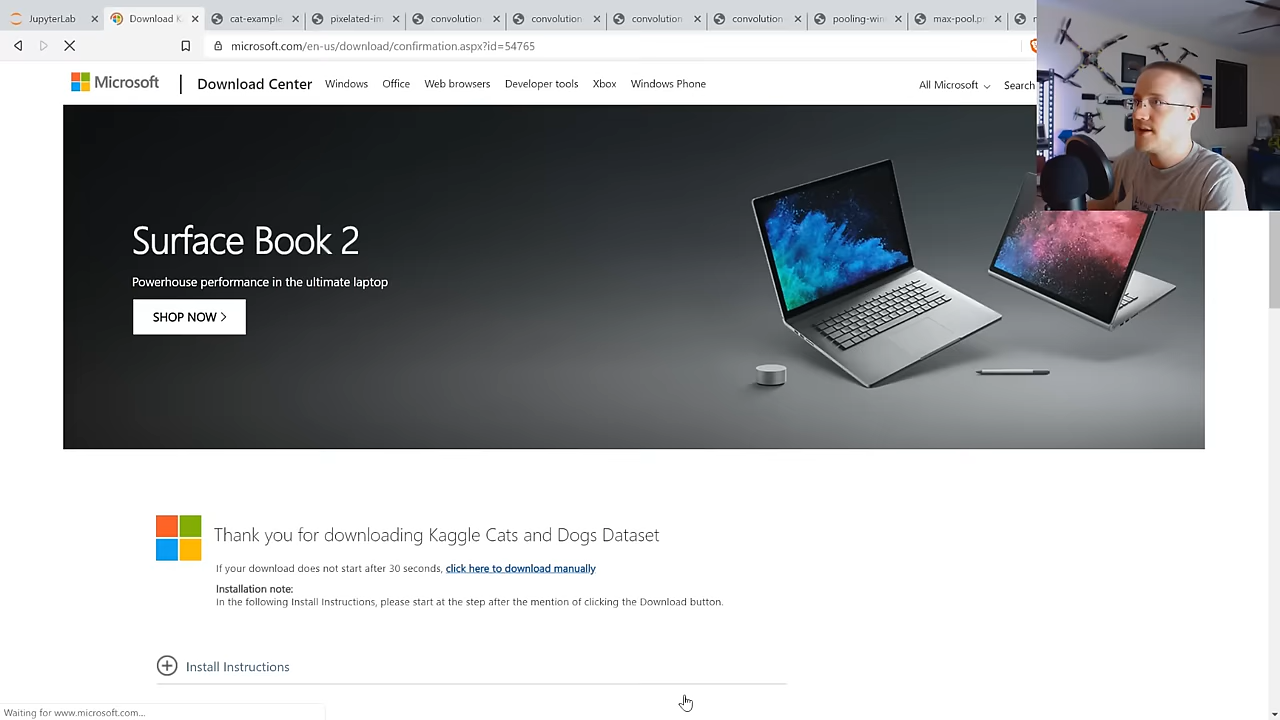 JupyterLab
Download K
cat-example
pixelated-im
convolution
convolution
convolution
convolution
pooling-win
max-pool.p
microsoft.com/en-us/download/confirmation.aspx?id=54765
Microsoft
Download Center
Windows
Office
Web browsers
Developer tools
Xbox
Windows Phone
All Microsoft
Search
Surface Book 2
Powerhouse performance in the ultimate laptop
SHOP NOW
Thank you for downloading Kaggle Cats and Dogs Dataset
If your download does not start after 30 seconds, click here to download manually
Installation note:
In the following Install Instructions, please start at the step after the mention of clicking the Download button.
Install Instructions
Waiting for www.microsoft.com...